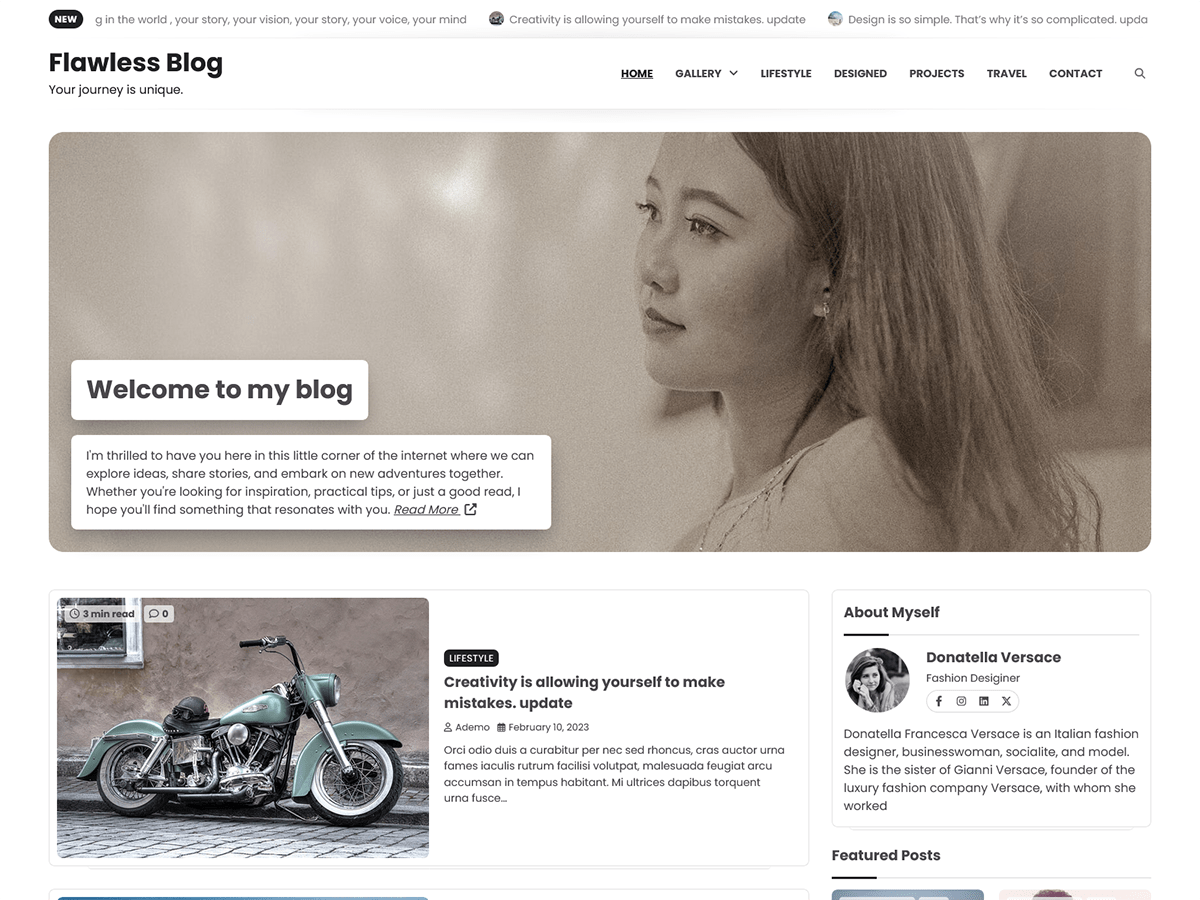 NEW g in the world , your story, your vision, your story, your voice, your mind Creativity is allowing yourself to make mistakes. update Design is so simple. That's why it's so complicated. upda
Flawless Blog
Your journey is unique.
HOME GALLERY LIFESTYLE DESIGNED PROJECTS TRAVEL CONTACT
Welcome to my blog
I'm thrilled to have you here in this little corner of the internet where we can
explore ideas, share stories, and embark on new adventures together.
Whether you're looking for inspiration, practical tips, or just a good read, I
hope you'll find something that resonates with you. Read More
3 min read 0
LIFESTYLE
Creativity is allowing yourself to make
mistakes. update
Ademo February 10, 2023
Orci odio duis a curabitur per nec sed rhoncus, cras auctor urna
fames iaculis rutrum facilisi volutpat, malesuada feugiat arcu
accumsan in tempus habitant. Mi ultrices dapibus torquent
urna fusce…
About Myself
Donatella Versace
Fashion Desiginer
Donatella Francesca Versace is an Italian fashion
designer, businesswoman, socialite, and model.
She is the sister of Gianni Versace, founder of the
luxury fashion company Versace, with whom she
worked
Featured Posts